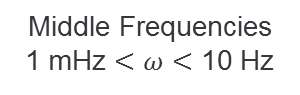 Middle Frequencies
1 mHz < ω < 10 Hz